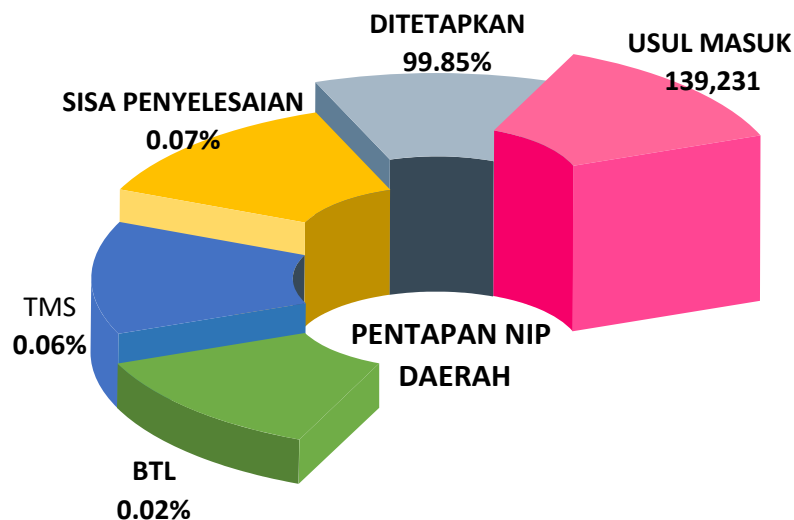 DITETAPKAN
99.85%
USUL MASUK
139,231
SISA PENYELESAIAN
0.07%
TMS
0.06%
PENTAPAN NIP
DAERAH
BTL
0.02%